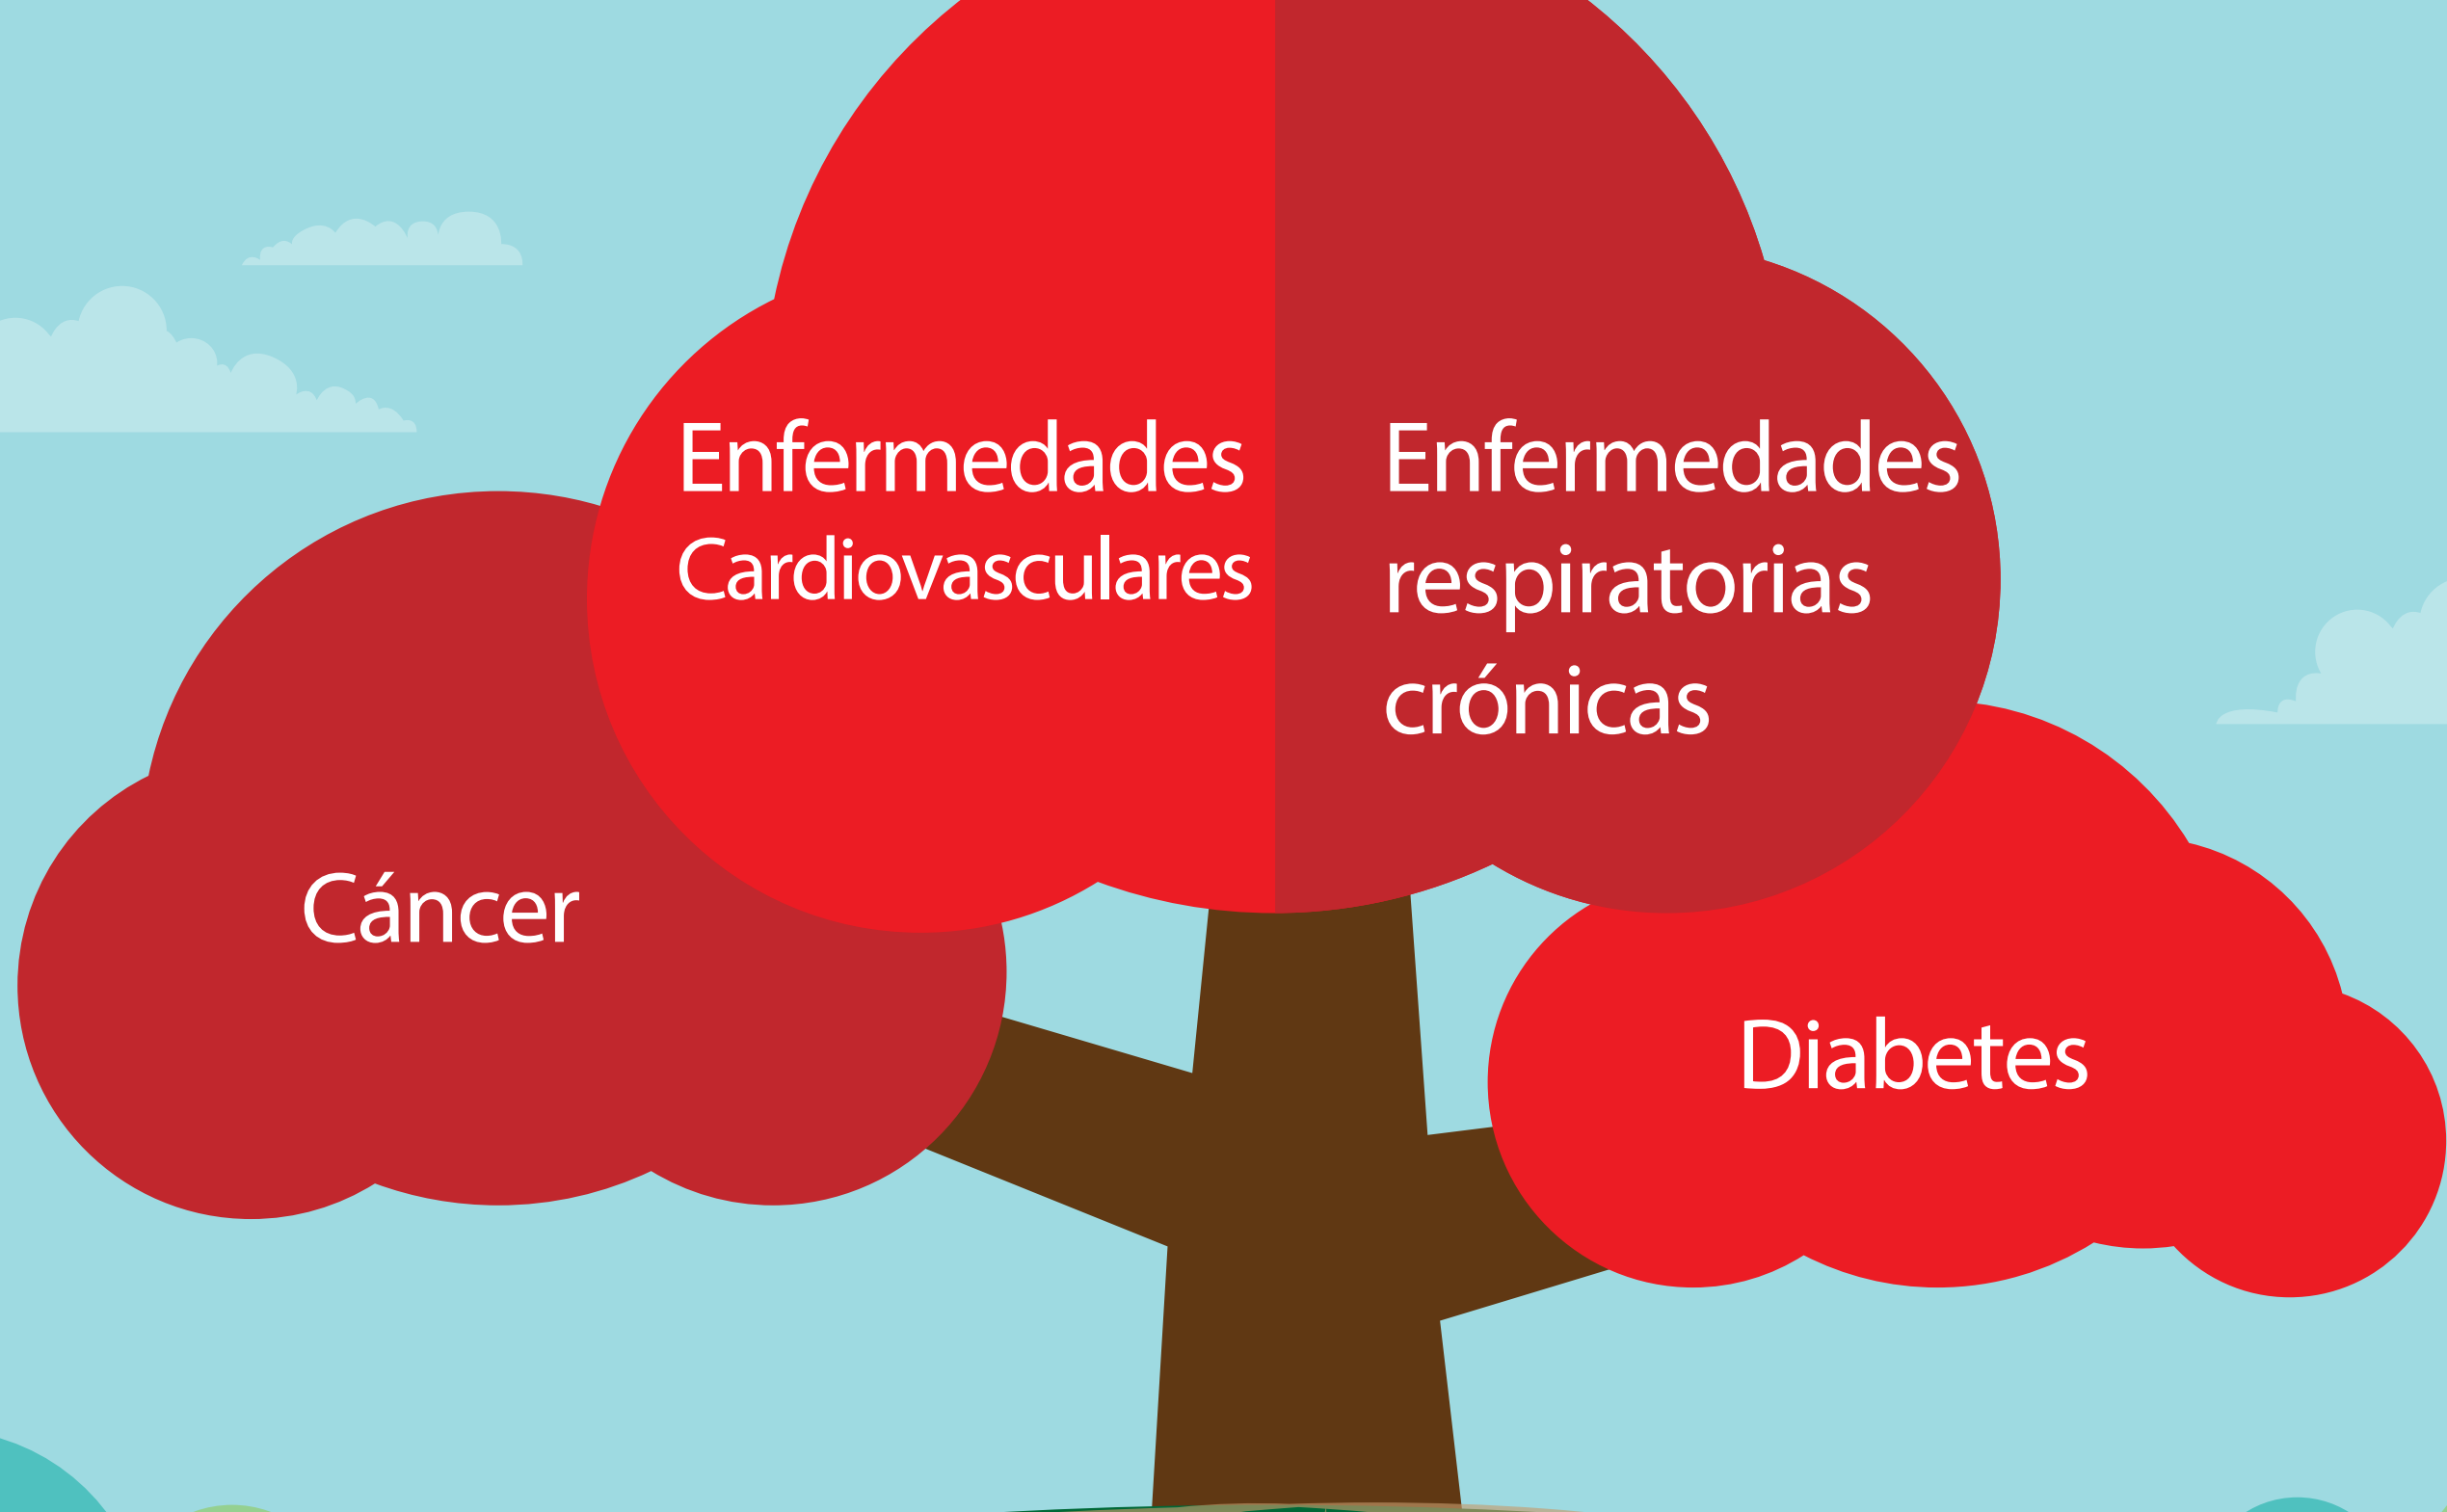 Enfermedades
Cardiovasculares
Enfermedades
respiratorias
crónicas
Cáncer
Diabetes